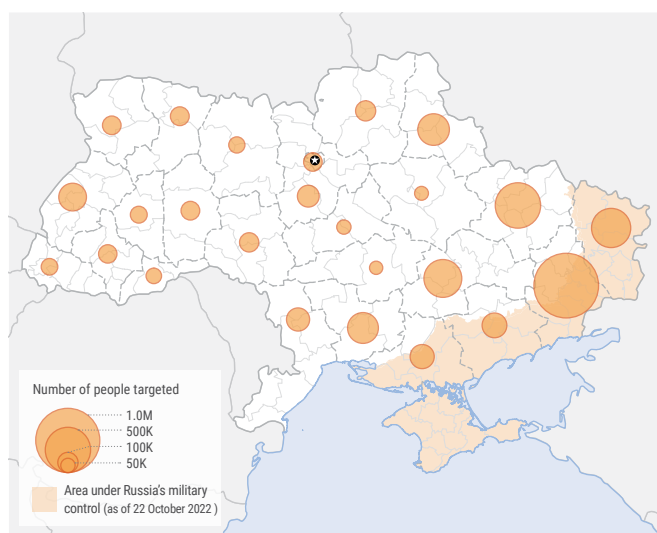 Number of people targeted
1.0M
500K
100K
50K
Area under Russia's military
control (as of 22 October 2022 )